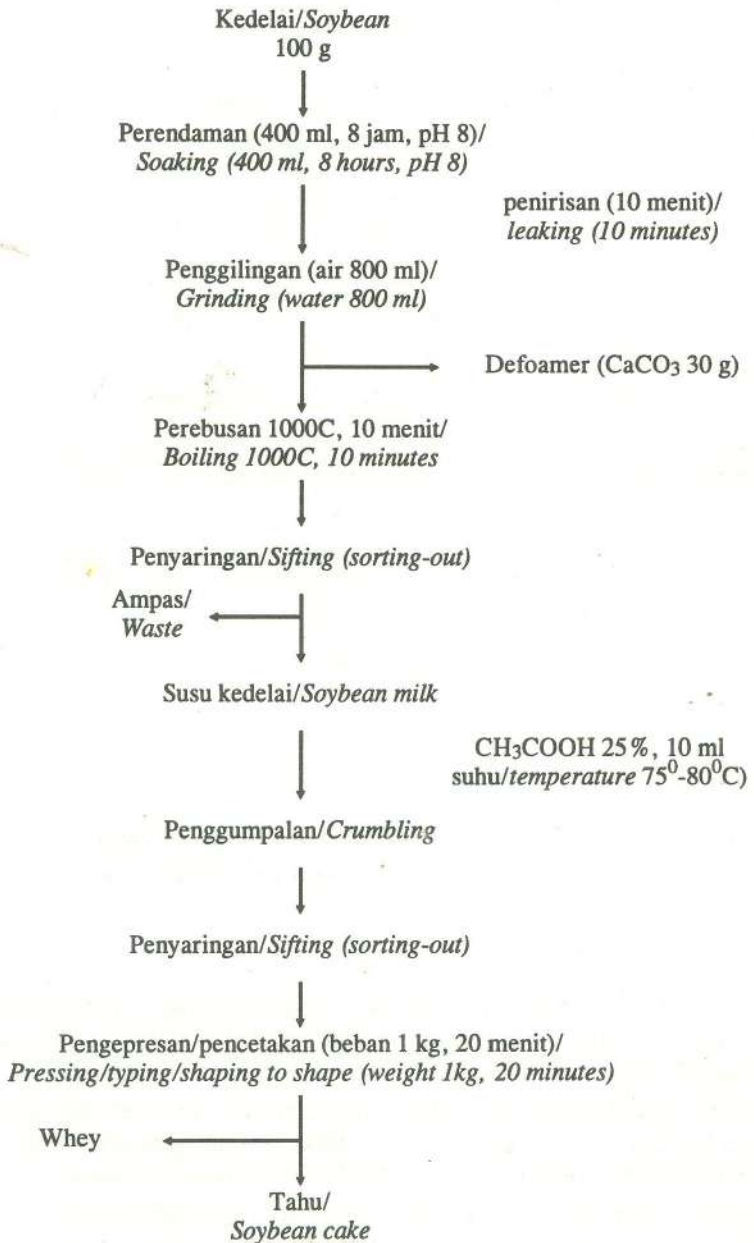 Kedelai/Soybean
100 g
Perendaman (400 ml, 8 jam, pH 8)/
Soaking (400 ml, 8 hours, pH 8)
penirisan (10 menit)/
leaking (10 minutes)
Penggilingan (air 800 ml)/
Grinding (water 800 ml)
Defoamer (CaCO₃ 30 g)
Perebusan 1000C, 10 menit/
Boiling 1000C, 10 minutes
Penyaringan/Sifting (sorting-out)
Ampas/
Waste
Susu kedelai/Soybean milk
CH₃COOH 25%, 10 ml
suhu/temperature 75⁰-80⁰C)
Penggumpalan/Crumbling
Penyaringan/Sifting (sorting-out)
Pengepresan/pencetakan (beban 1 kg, 20 menit)/
Pressing/typing/shaping to shape (weight 1kg, 20 minutes)
Whey
Tahu/
Soybean cake